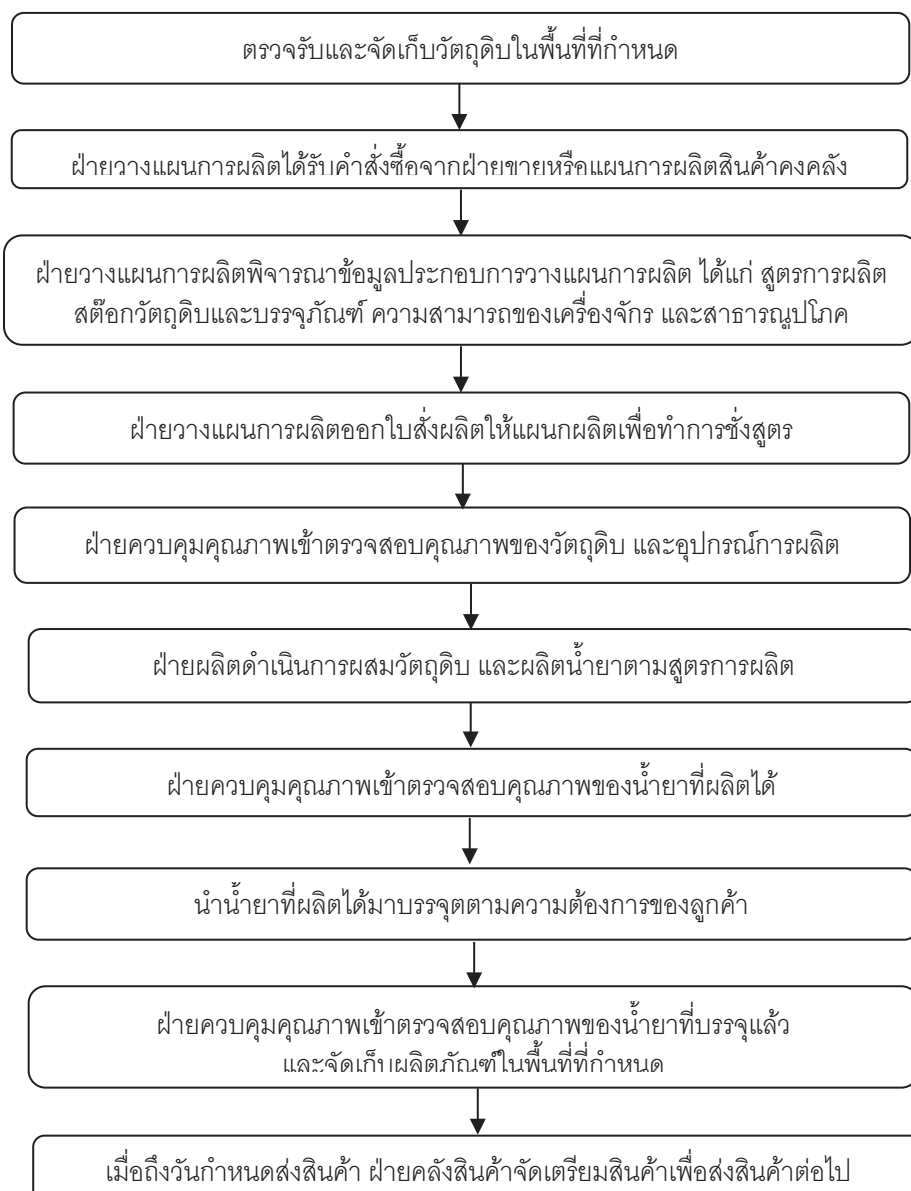 ตรวจรับและจัดเก็บวัตถุดิบในพื้นที่ที่กำหนด
ฝ่ายวางแผนการผลิตได้รับคำสั่งซื้อจากฝ่ายขายหรือแผนการผลิตสินค้าคงคลัง
ฝ่ายวางแผนการผลิตพิจารณาข้อมูลประกอบการวางแผนการผลิต ได้แก่ สูตรการผลิต
สต๊อกวัตถุดิบและบรรจุภัณฑ์ ความสามารถของเครื่องจักร และสาธารณูปโภค
ฝ่ายวางแผนการผลิตออกใบสั่งผลิตให้แผนกผลิตเพื่อทำการชั่งสูตร
ฝ่ายควบคุมคุณภาพเข้าตรวจสอบคุณภาพของวัตถุดิบ และอุปกรณ์การผลิต
ฝ่ายผลิตดำเนินการผสมวัตถุดิบ และผลิตน้ำยาตามสูตรการผลิต
ฝ่ายควบคุมคุณภาพเข้าตรวจสอบคุณภาพของน้ำยาที่ผลิตได้
นำน้ำยาที่ผลิตได้มาบรรจุตตามความต้องการของลูกค้า
ฝ่ายควบคุมคุณภาพเข้าตรวจสอบคุณภาพของน้ำยาที่บรรจุแล้ว
และจัดเก็บผลิตภัณฑ์ในพื้นที่ที่กำหนด
เมื่อถึงวันกำหนดส่งสินค้า ฝ่ายคลังสินค้าจัดเตรียมสินค้าเพื่อส่งสินค้าต่อไป